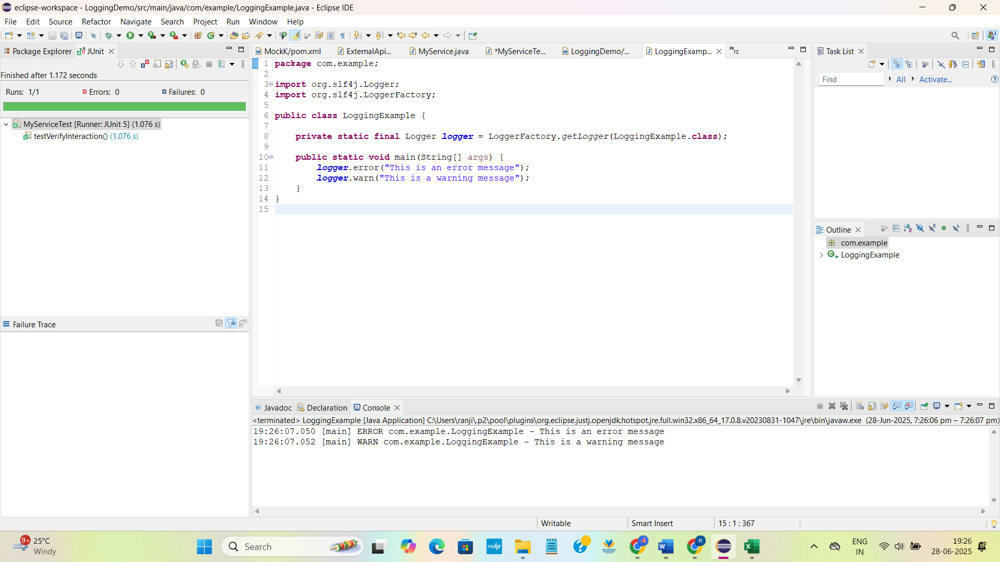 eclipse-workspace - LoggingDemo/src/main/java/com/example/LoggingExample.java - Eclipse IDE
File Edit Source Refactor Navigate Search Project Run Window Help
Package Explorer JUnit
Finished after 1.172 seconds
Runs: 1/1 Errors: 0 Failures: 0
MyServiceTest [Runner: JUnit 5] (1.076 s)
testVerifyInteraction() (1.076 s)
Failure Trace
MockK/pom.xml ExternalApi... MyService.java *MyServiceTe... LoggingDemo/... LoggingExamp... »12
1 package com.example;
2
3 import org.slf4j.Logger;
4 import org.slf4j.LoggerFactory;
5
6 public class LoggingExample {
7
8 private static final Logger logger = LoggerFactory.getLogger(LoggingExample.class);
9
10 public static void main(String[] args) {
11 logger.error("This is an error message");
12 logger.warn("This is a warning message");
13 }
14 }
15
Task List
Find All Activate...
Outline
com.example
LoggingExample
@ Javadoc Declaration Console
<terminated> LoggingExample [Java Application] C:\Users\ranji\.p2\pool\plugins\org.eclipse.justj.openjdk.hotspot.jre.full.win32.x86_64_17.0.8.v20230831-1047\jre\bin\javaw.exe (28-Jun-2025, 7:26:06 pm – 7:26:07 pm)
19:26:07.050 [main] ERROR com.example.LoggingExample - This is an error message
19:26:07.052 [main] WARN com.example.LoggingExample - This is a warning message
Writable Smart Insert 15 : 1 : 367
9+ 25°C
Windy
Search
myhp
ENG
IN
19:26
28-06-2025